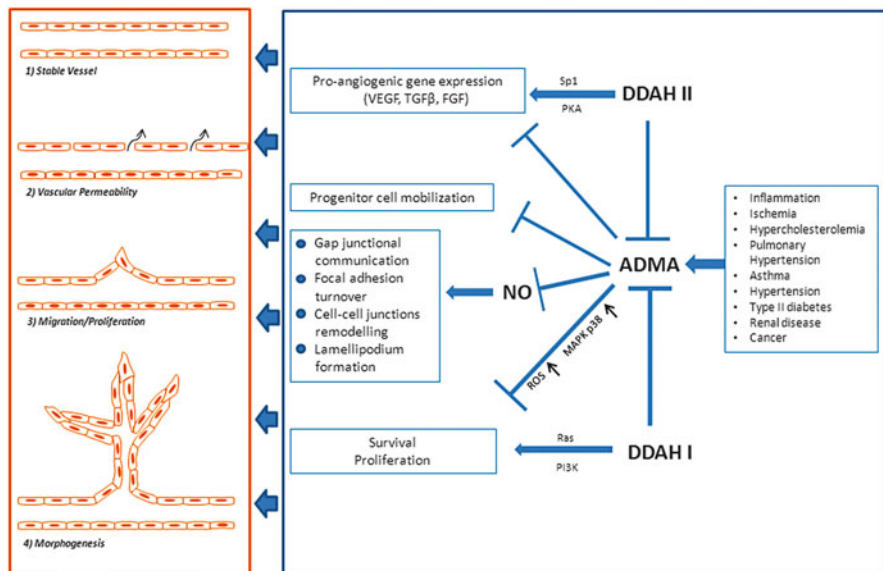 1) Stable Vessel
2) Vascular Permeability
3) Migration/Proliferation
4) Morphogenesis
Pro-angiogenic gene expression
(VEGF, TGFβ, FGF)
Sp1
PKA
DDAH II
Progenitor cell mobilization
Gap junctional
communication
Focal adhesion
turnover
Cell-cell junctions
remodelling
Lamellipodium
formation
NO
ADMA
ROS
MAPK p38
Survival
Proliferation
Ras
PI3K
DDAH I
Inflammation
Ischemia
Hypercholesterolemia
Pulmonary
Hypertension
Asthma
Hypertension
Type II diabetes
Renal disease
Cancer